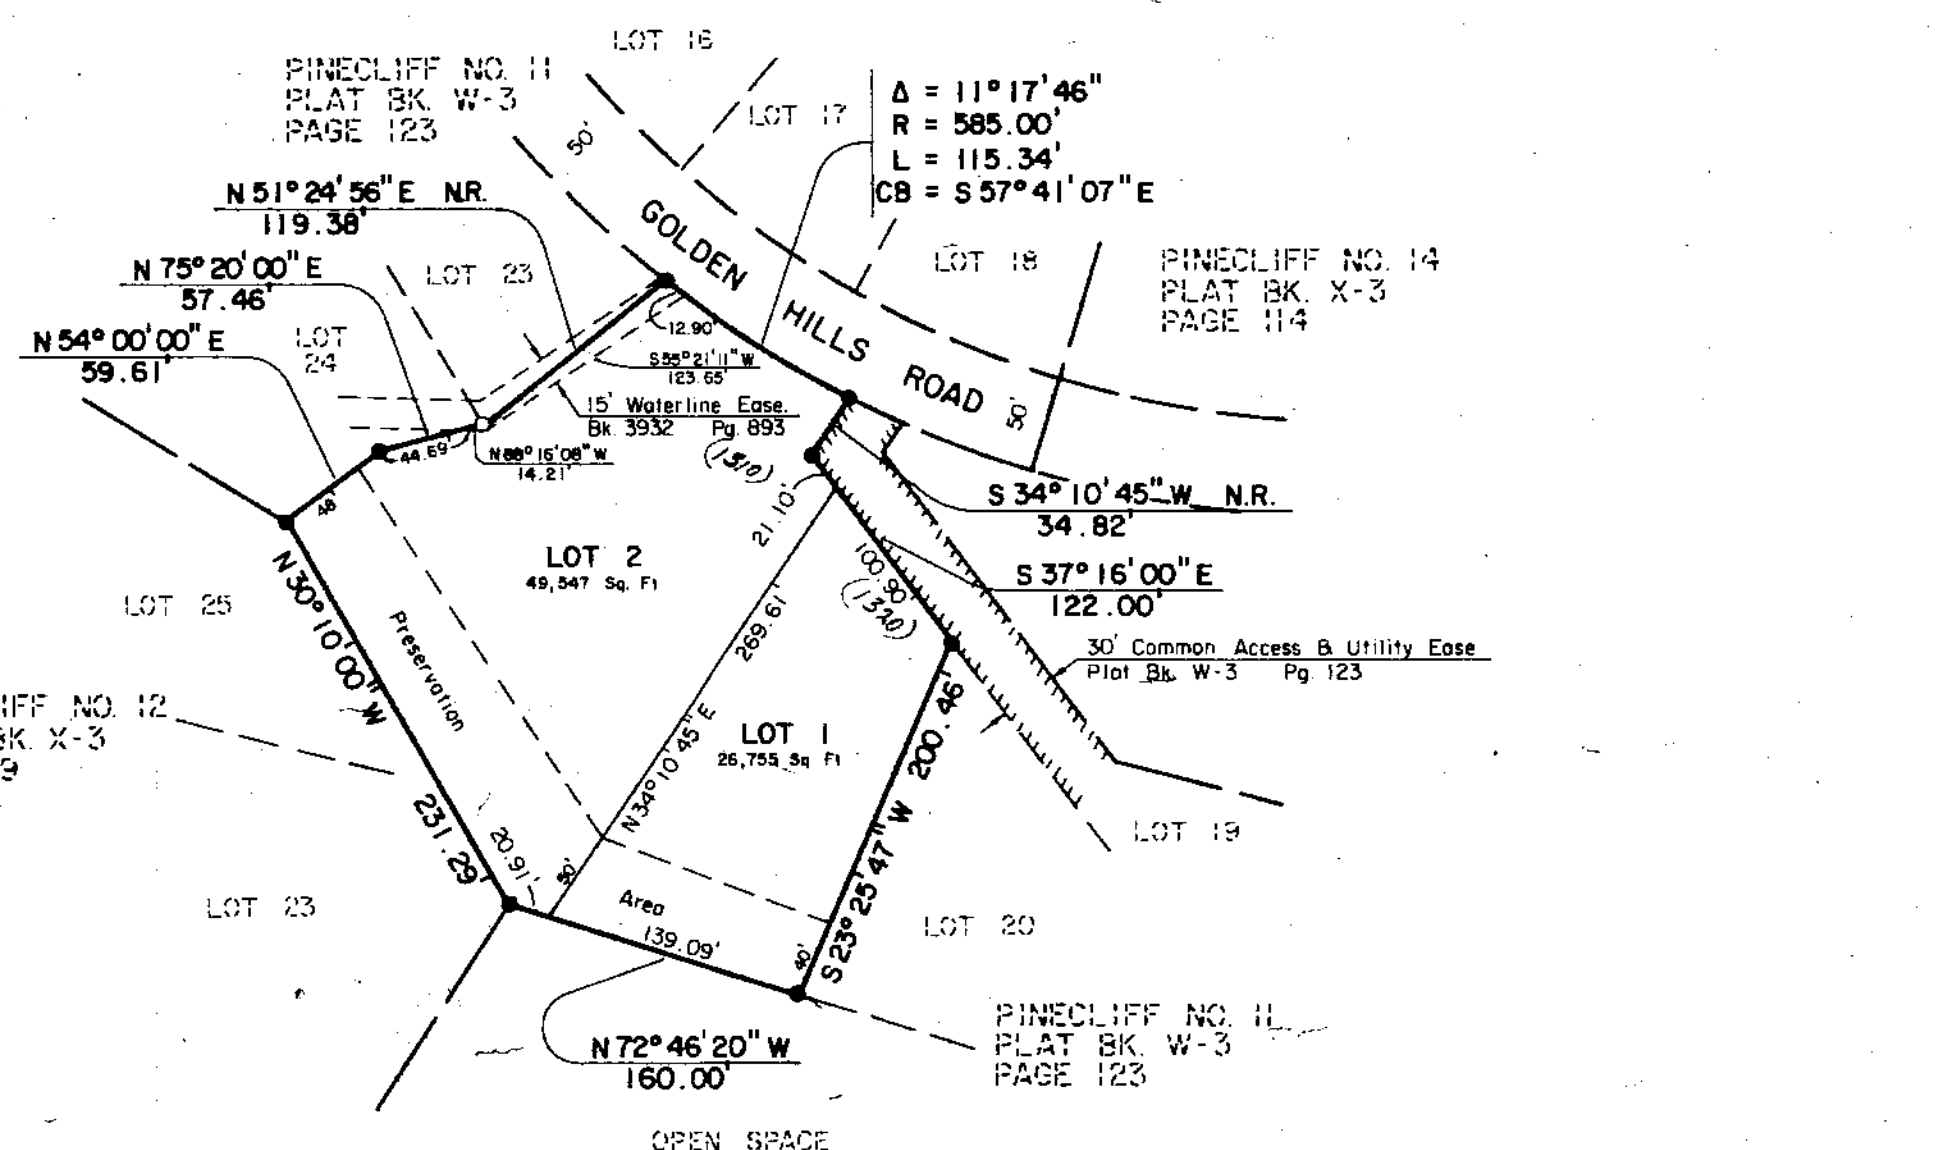 LOT 16
PINECLIFF NO. 11
PLAT BK. W-3
PAGE 123
LOT 17
Δ = 11°17'46"
R = 585.00'
L = 115.34'
CB = S 57°41'07" E
50'
N 51°24'56" E N.R.
119.38'
GOLDEN HILLS ROAD
50'
LOT 18
PINECLIFF NO. 14
PLAT BK. X-3
PAGE 114
N 75°20'00" E
57.46'
LOT 23
N 54°00'00" E
59.61'
LOT
24
12.90'
S55°21'11" W
123.65'
15' Waterline Ease.
Bk. 3932 Pg. 893
(1310)
44.69'
N88°16'08" W
14.21'
48'
S 34°10'45" W N.R.
34.82'
21.10'
LOT 2
49,547 Sq. Ft
100.90
(1320)
S 37°16'00" E
122.00'
N 30°10'00" W
231.29'
LOT 25
Preservation
269.61'
N34°10'45" E
30' Common Access & Utility Ease
Plat Bk. W-3 Pg. 123
IFF NO. 12
BK. X-3
9
LOT 1
26,755 Sq Ft
S 23°25'47" W 200.46'
LOT 19
20.91'
50'
LOT 23
Area
139.09'
40'
LOT 20
N 72°46'20" W
160.00'
PINECLIFF NO. 11
PLAT BK. W-3
PAGE 123
OPEN SPACE